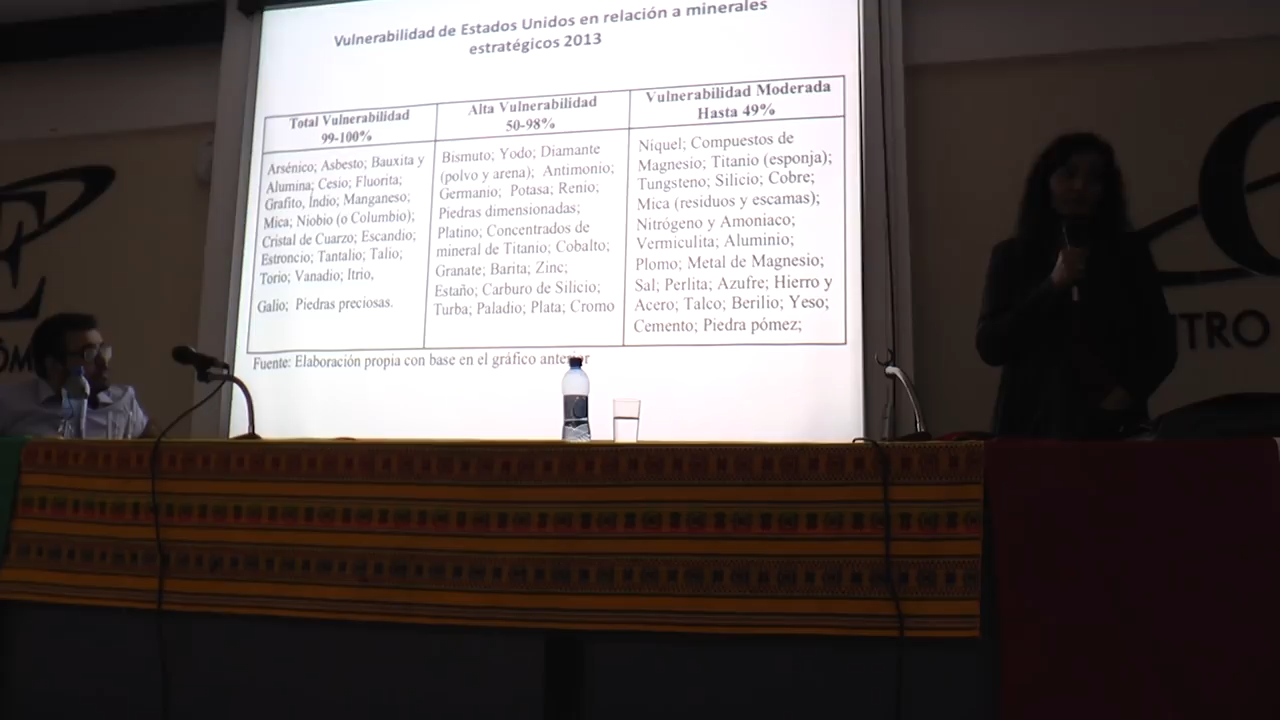 Vulnerabilidad de Estados Unidos en relación a minerales
estratégicos 2013
Total Vulnerabilidad
99-100%
Arsénico; Asbesto; Bauxita y
Alumina; Cesio; Fluorita;
Grafito, Índio; Manganeso;
Mica; Niobio (o Columbio);
Cristal de Cuarzo; Escandio;
Estroncio; Tantalio; Talio;
Torio; Vanadio; Itrio,
Galio; Piedras preciosas.
Alta Vulnerabilidad
50-98%
Bismuto; Yodo; Diamante
(polvo y arena); Antimonio;
Germanio; Potasa; Renio;
Piedras dimensionadas;
Platino; Concentrados de
mineral de Titanio; Cobalto;
Granate; Barita; Zinc;
Estaño; Carburo de Silicio;
Turba; Paladio; Plata; Cromo
Vulnerabilidad Moderada
Hasta 49%
Níquel; Compuestos de
Magnesio; Titanio (esponja);
Tungsteno; Silicio; Cobre;
Mica (residuos y escamas);
Nitrógeno y Amoniaco;
Vermiculita; Aluminio;
Plomo; Metal de Magnesio;
Sal; Perlita; Azufre; Hierro y
Acero; Talco; Berilio; Yeso;
Cemento; Piedra pómez;
Fuente: Elaboración propia con base en el gráfico anterior